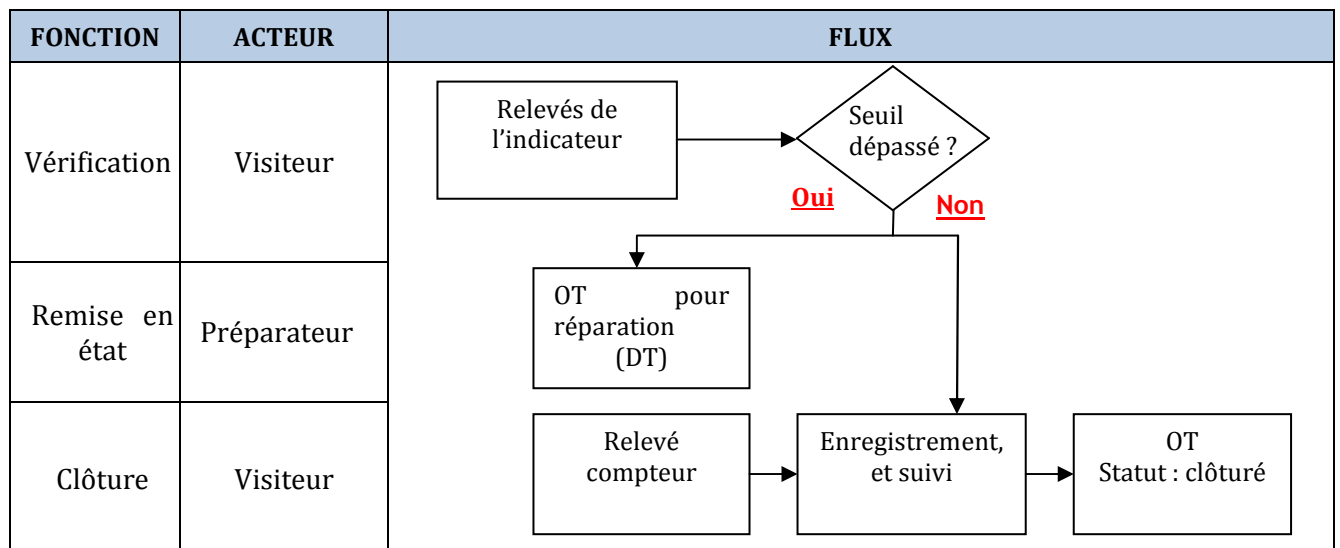 FONCTION ACTEUR FLUX
Vérification Visiteur
Relevés de
l’indicateur
Seuil
dépassé ?
Oui
Non
Remise en
état
Préparateur
OT pour
réparation
(DT)
Clôture Visiteur
Relevé
compteur
Enregistrement,
et suivi
OT
Statut : clôturé